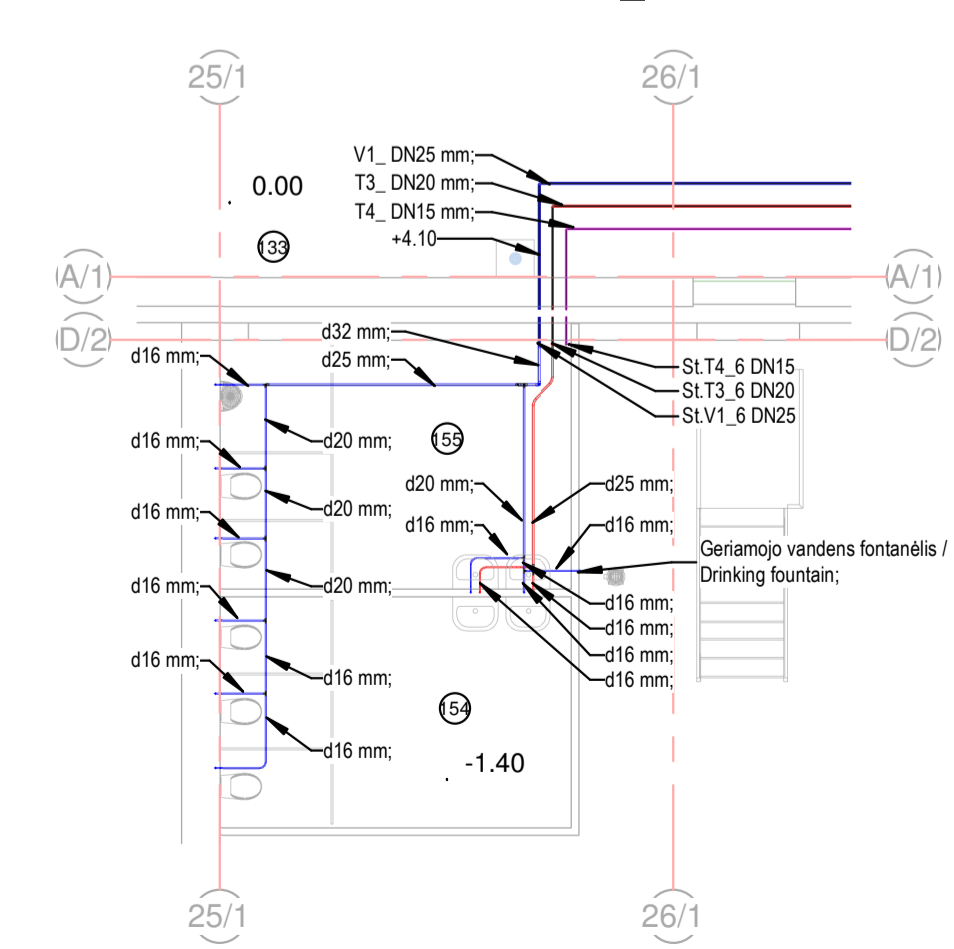 25/1
26/1
V1_ DN25 mm;
0.00
T3_ DN20 mm;
T4_ DN15 mm;
+4.10
133
A/1
A/1
d32 mm;
D/2
D/2
d16 mm;
d25 mm;
St.T4_6 DN15
St.T3_6 DN20
St.V1_6 DN25
d16 mm;
d20 mm;
155
d20 mm;
d25 mm;
d16 mm;
d20 mm;
d16 mm;
d16 mm;
d16 mm;
Geriamojo vandens fontanėlis /
Drinking fountain;
d16 mm;
d20 mm;
d16 mm;
d16 mm;
d16 mm;
d16 mm;
d16 mm;
d16 mm;
154
d16 mm;
-1.40
25/1
26/1